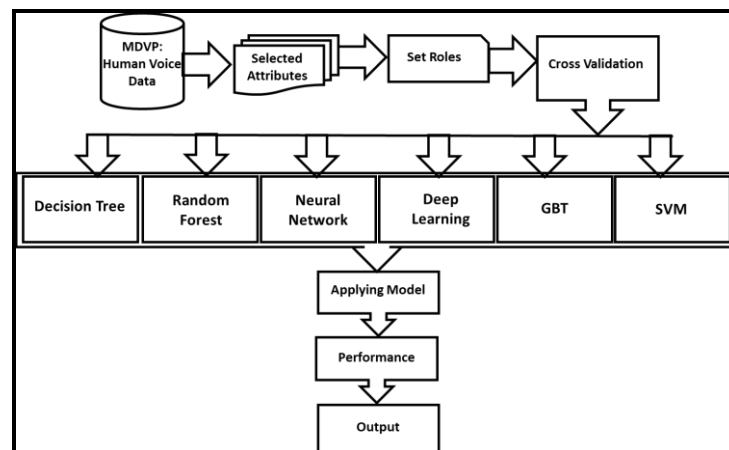 MDVP:
Human Voice
Data
Selected
Attributes
Set Roles
Cross Validation
Decision Tree
Random
Forest
Neural
Network
Deep
Learning
GBT
SVM
Applying Model
Performance
Output